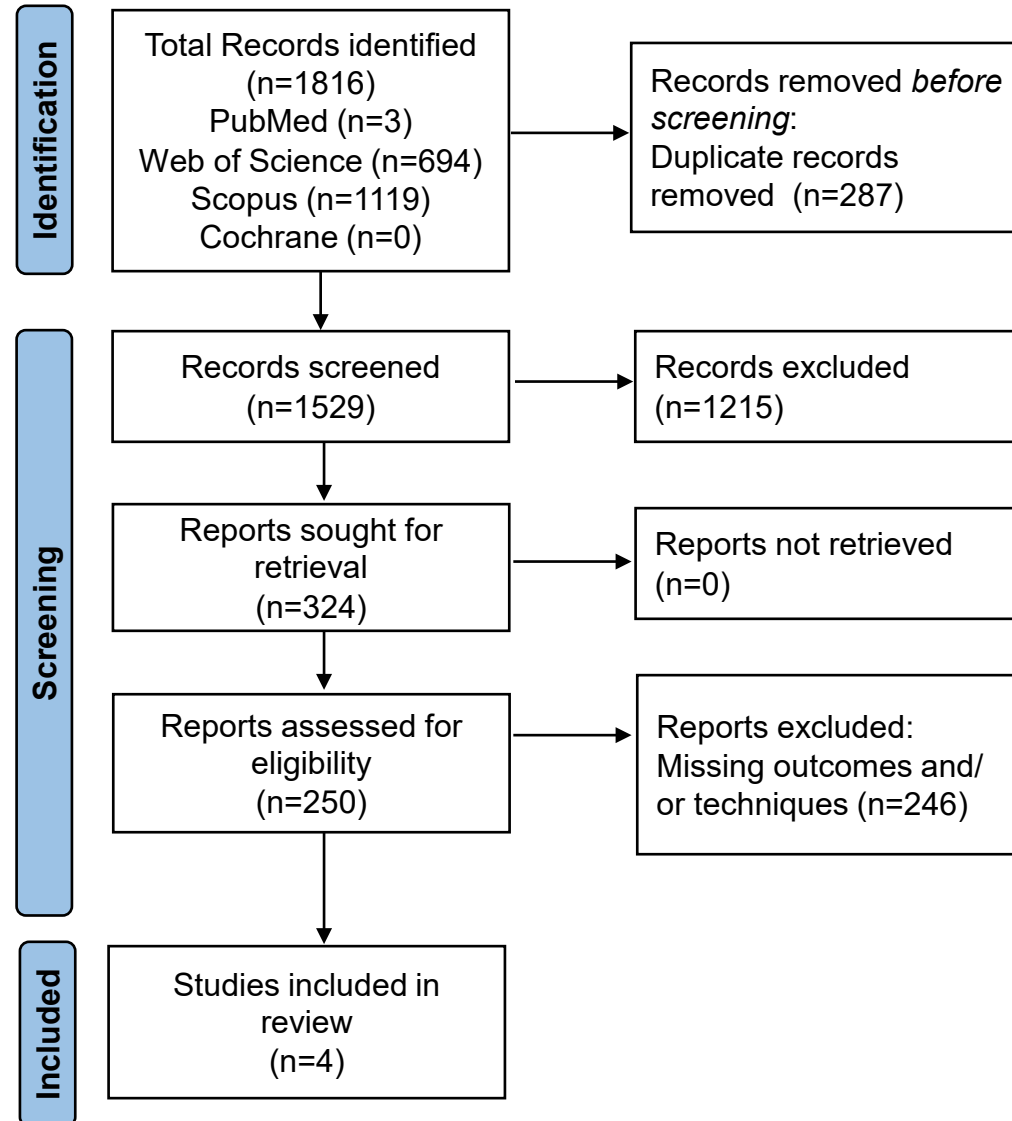 Identification
Total Records identified
(n=1816)
PubMed (n=3)
Web of Science (n=694)
Scopus (n=1119)
Cochrane (n=0)
Records removed before
screening:
Duplicate records
removed (n=287)
Screening
Records screened
(n=1529)
Records excluded
(n=1215)
Reports sought for
retrieval
(n=324)
Reports not retrieved
(n=0)
Reports assessed for
eligibility
(n=250)
Reports excluded:
Missing outcomes and/
or techniques (n=246)
Included
Studies included in
review
(n=4)